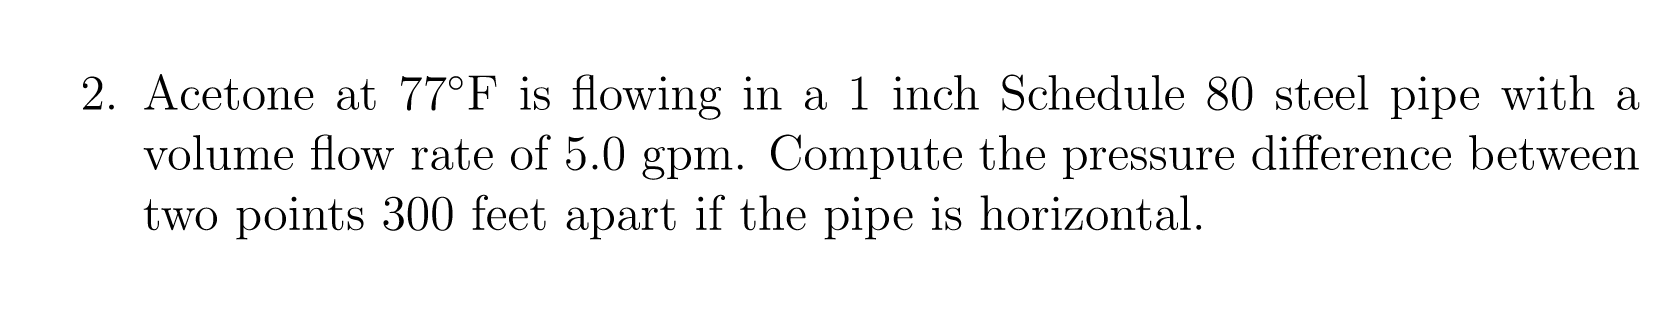 2. Acetone at 77°F is flowing in a 1 inch Schedule 80 steel pipe with a
volume flow rate of 5.0 gpm. Compute the pressure difference between
two points 300 feet apart if the pipe is horizontal.